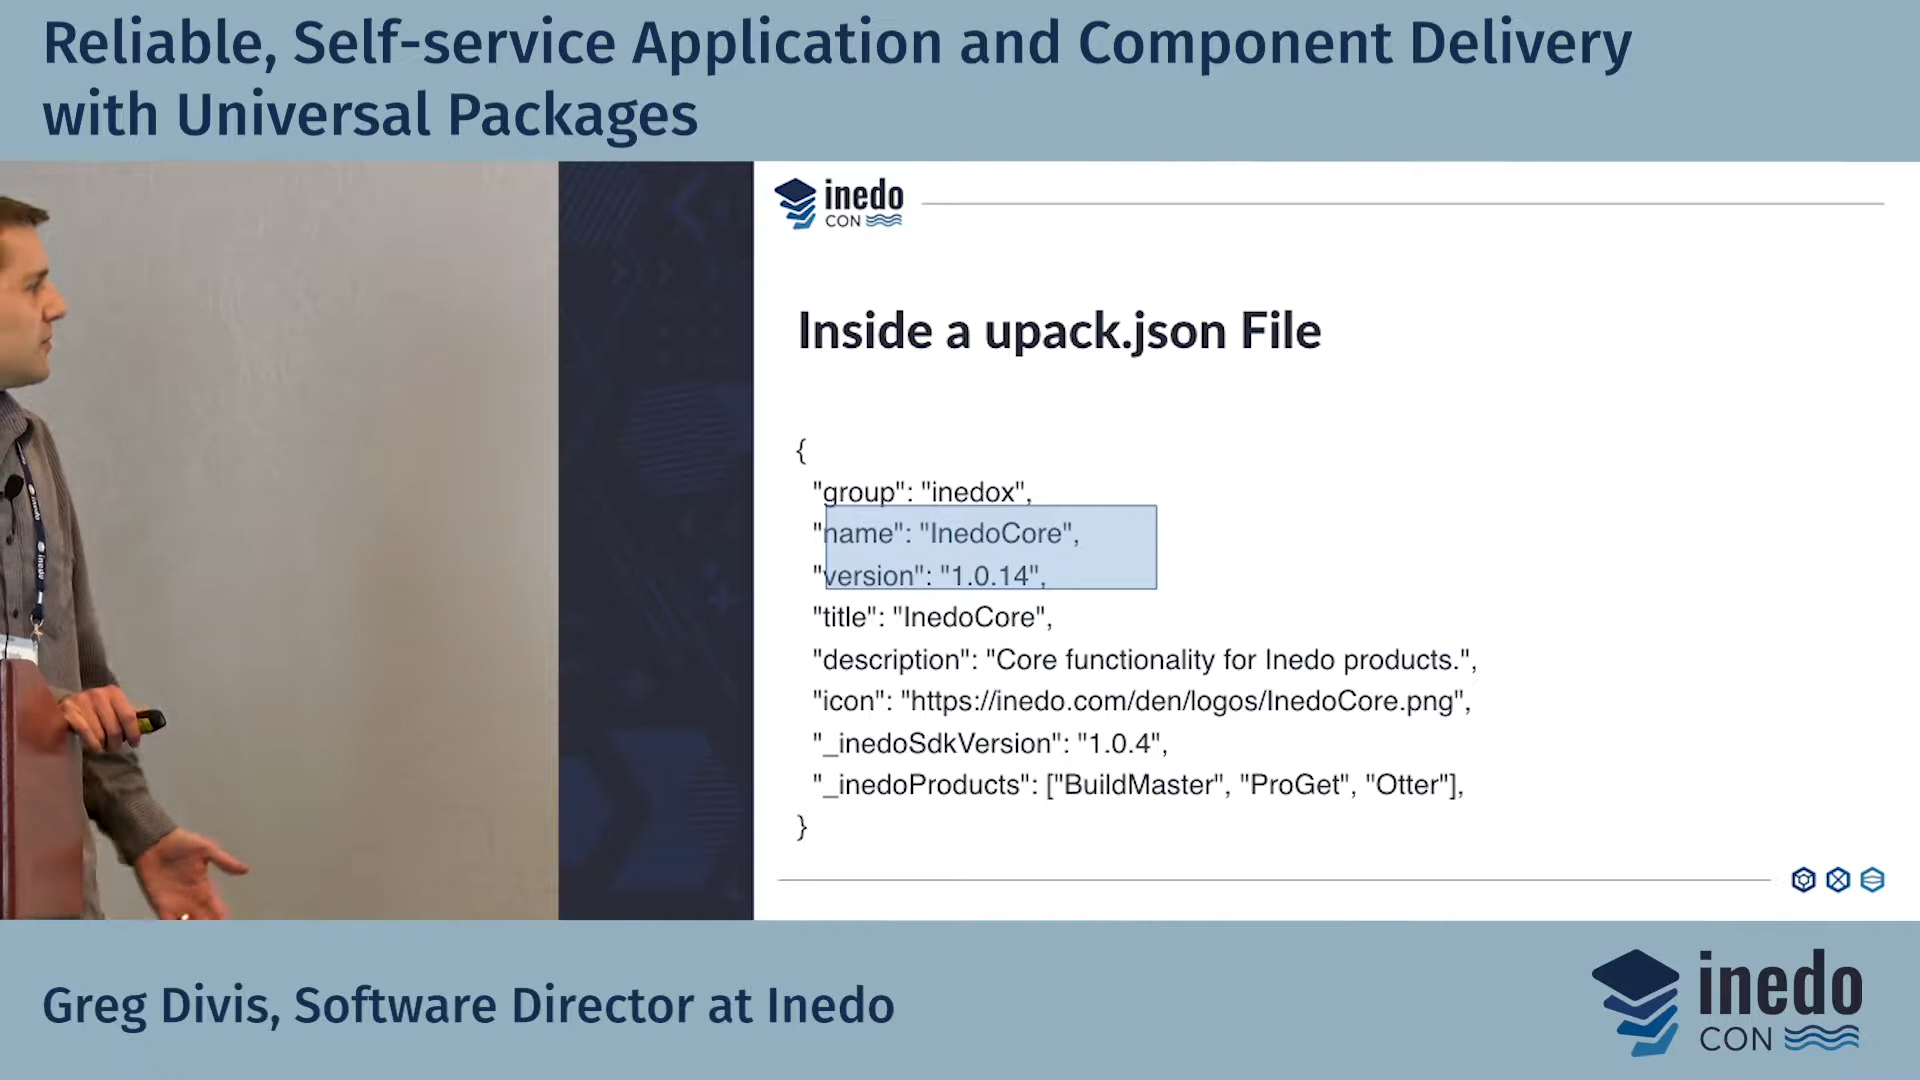 Reliable, Self-service Application and Component Delivery
with Universal Packages
inedo
CON
Inside a upack.json File
{
"group": "inedox",
"name": "InedoCore",
"version": "1.0.14",
"title": "InedoCore",
"description": "Core functionality for Inedo products.",
"icon": "https://inedo.com/den/logos/InedoCore.png",
"_inedoSdkVersion": "1.0.4",
"_inedoProducts": ["BuildMaster", "ProGet", "Otter"],
}
Greg Divis, Software Director at Inedo
inedo
CON